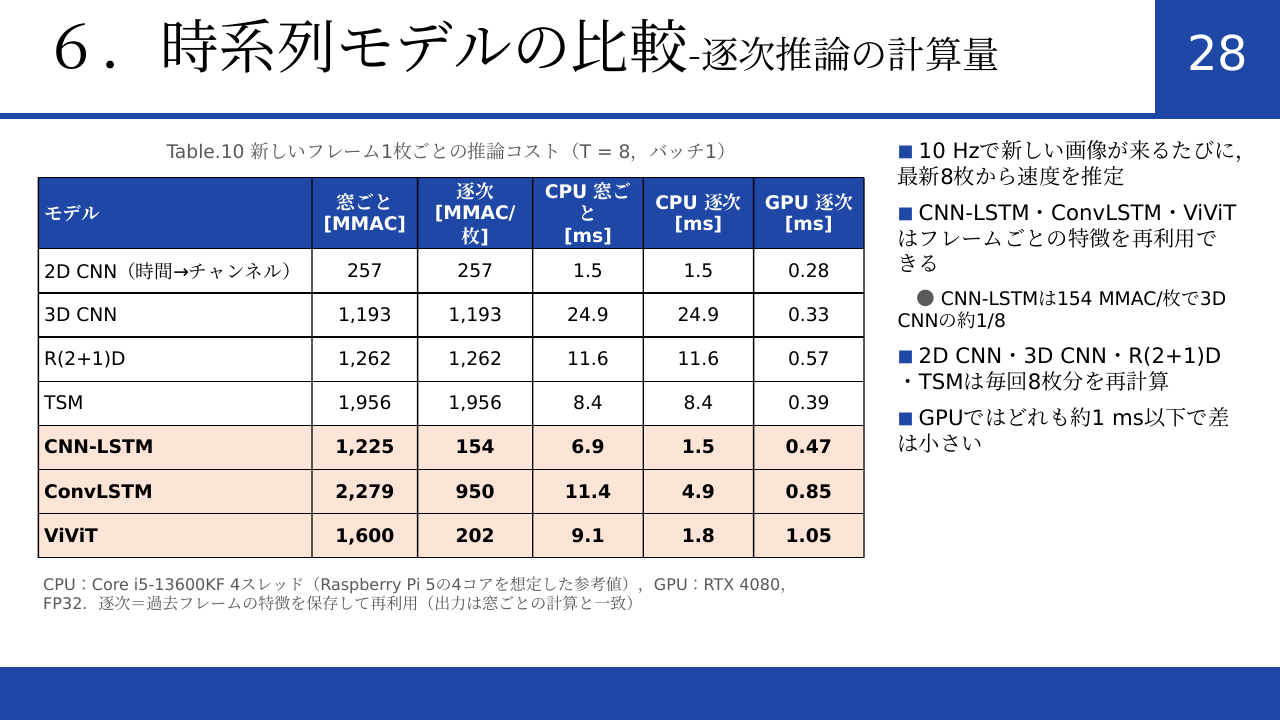 ６．時系列モデルの比較-逐次推論の計算量
28
Table.10 新しいフレーム1枚ごとの推論コスト（T = 8，バッチ1）
モデル 窓ごと [MMAC] 逐次 [MMAC/枚] CPU 窓ごと [ms] CPU 逐次 [ms] GPU 逐次 [ms]
2D CNN（時間→チャンネル） 257 257 1.5 1.5 0.28
3D CNN 1,193 1,193 24.9 24.9 0.33
R(2+1)D 1,262 1,262 11.6 11.6 0.57
TSM 1,956 1,956 8.4 8.4 0.39
CNN-LSTM 1,225 154 6.9 1.5 0.47
ConvLSTM 2,279 950 11.4 4.9 0.85
ViViT 1,600 202 9.1 1.8 1.05
CPU：Core i5-13600KF 4スレッド（Raspberry Pi 5の4コアを想定した参考値），GPU：RTX 4080，
FP32．逐次＝過去フレームの特徴を保存して再利用（出力は窓ごとの計算と一致）
■ 10 Hzで新しい画像が来るたびに，
最新8枚から速度を推定
■ CNN-LSTM・ConvLSTM・ViViT
はフレームごとの特徴を再利用で
きる
● CNN-LSTMは154 MMAC/枚で3D
CNNの約1/8
■ 2D CNN・3D CNN・R(2+1)D
・TSMは毎回8枚分を再計算
■ GPUではどれも約1 ms以下で差
は小さい